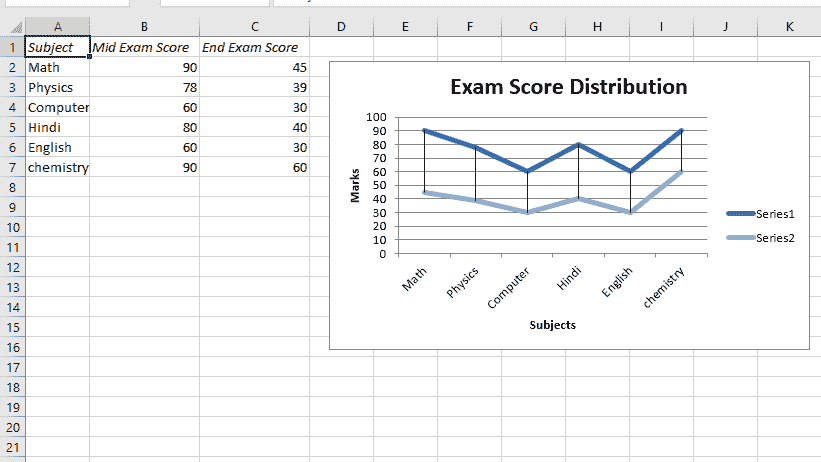 A B C D E F G H I J K
1 Subject Mid Exam Score End Exam Score
2 Math 90 45
3 Physics 78 39
4 Computer 60 30
5 Hindi 80 40
6 English 60 30
7 chemistry 90 60
8
9
10
11
12
13
14
15
16
17
18
19
20
21
Exam Score Distribution
100
90
80
70
60
50
40
30
20
10
0
Marks
Math Physics Computer Hindi English chemistry
Subjects
Series1
Series2